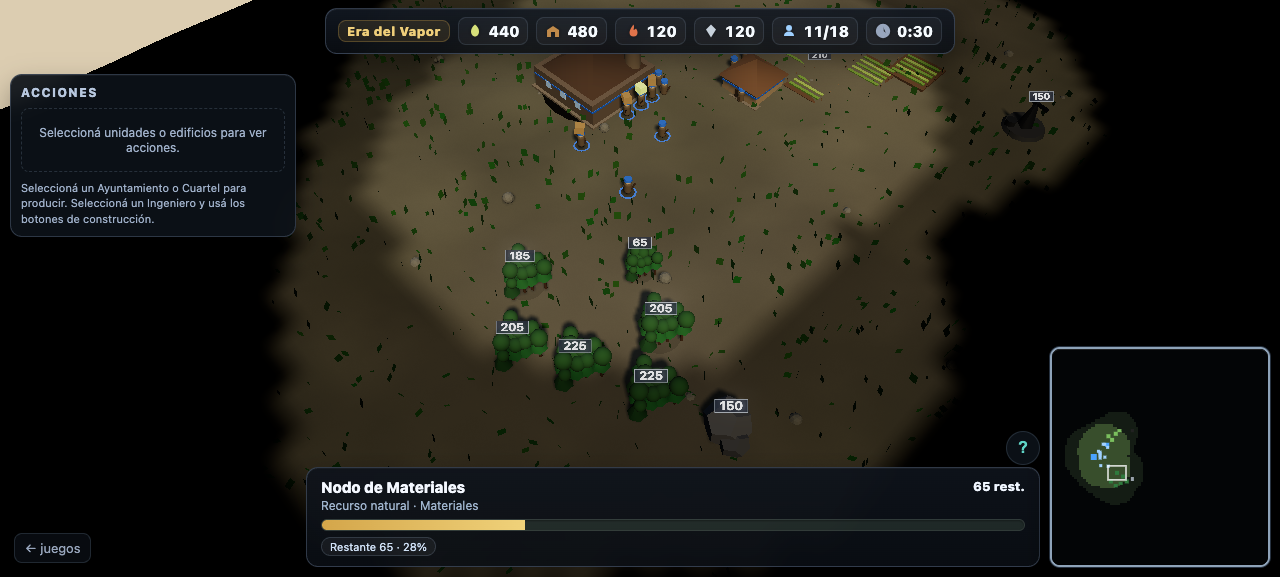 Era del Vapor
440
480
120
120
11/18
0:30
ACCIONES
Seleccioná unidades o edificios para ver
acciones.
Seleccioná un Ayuntamiento o Cuartel para
producir. Seleccioná un Ingeniero y usá los
botones de construcción.
210
150
185
65
205
205
225
225
150
?
Nodo de Materiales
65 rest.
Recurso natural · Materiales
Restante 65 · 28%
← juegos